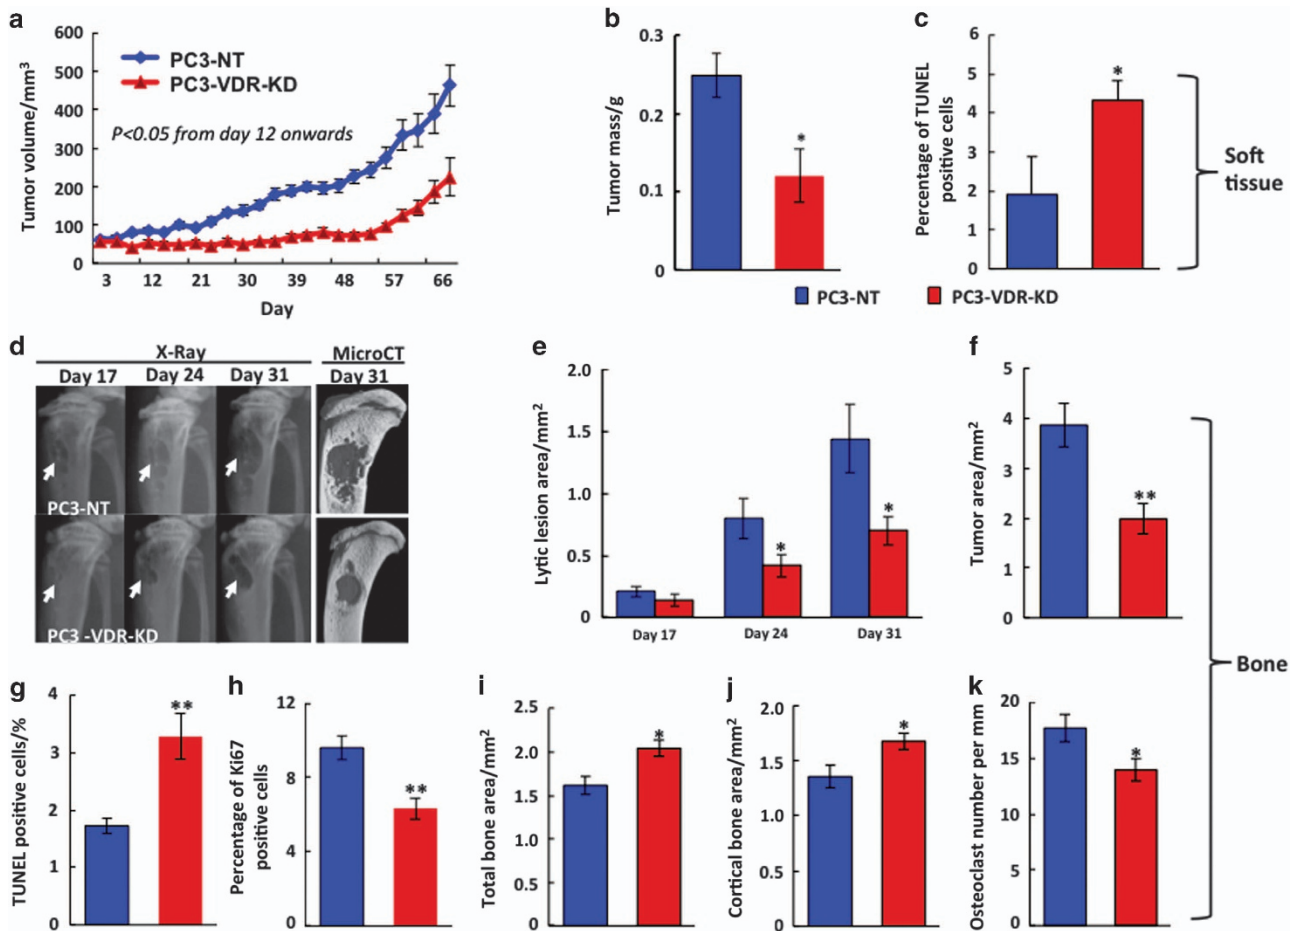 a
600
500
400
300
200
100
0
Tumor volume/mm3
PC3-NT
PC3-VDR-KD
P<0.05 from day 12 onwards
3 12 21 30 39 48 57 66
Day
b
0.3
0.2
0.1
0
Tumor mass/g
*
c
6
5
4
3
2
1
0
Percentage of TUNEL
positive cells
*
Soft
tissue
PC3-NT PC3-VDR-KD
d
X-Ray MicroCT
Day 17 Day 24 Day 31 Day 31
PC3-NT
PC3 -VDR-KD
e
2.0
1.5
1.0
0.5
0
Lytic lesion area/mm2
* *
Day 17 Day 24 Day 31
f
5
4
3
2
1
0
Tumor area/mm2
**
Bone
g
4
3
2
1
0
TUNEL positive cells/%
**
h
12
9
6
3
0
Percentage of Ki67
positive cells
**
i
2.5
2.0
1.5
1.0
0.5
0
Total bone area/mm2
*
j
2.0
1.5
1.0
0.5
0
Cortical bone area/mm2
*
k
20
15
10
5
0
Osteoclast number per mm
*